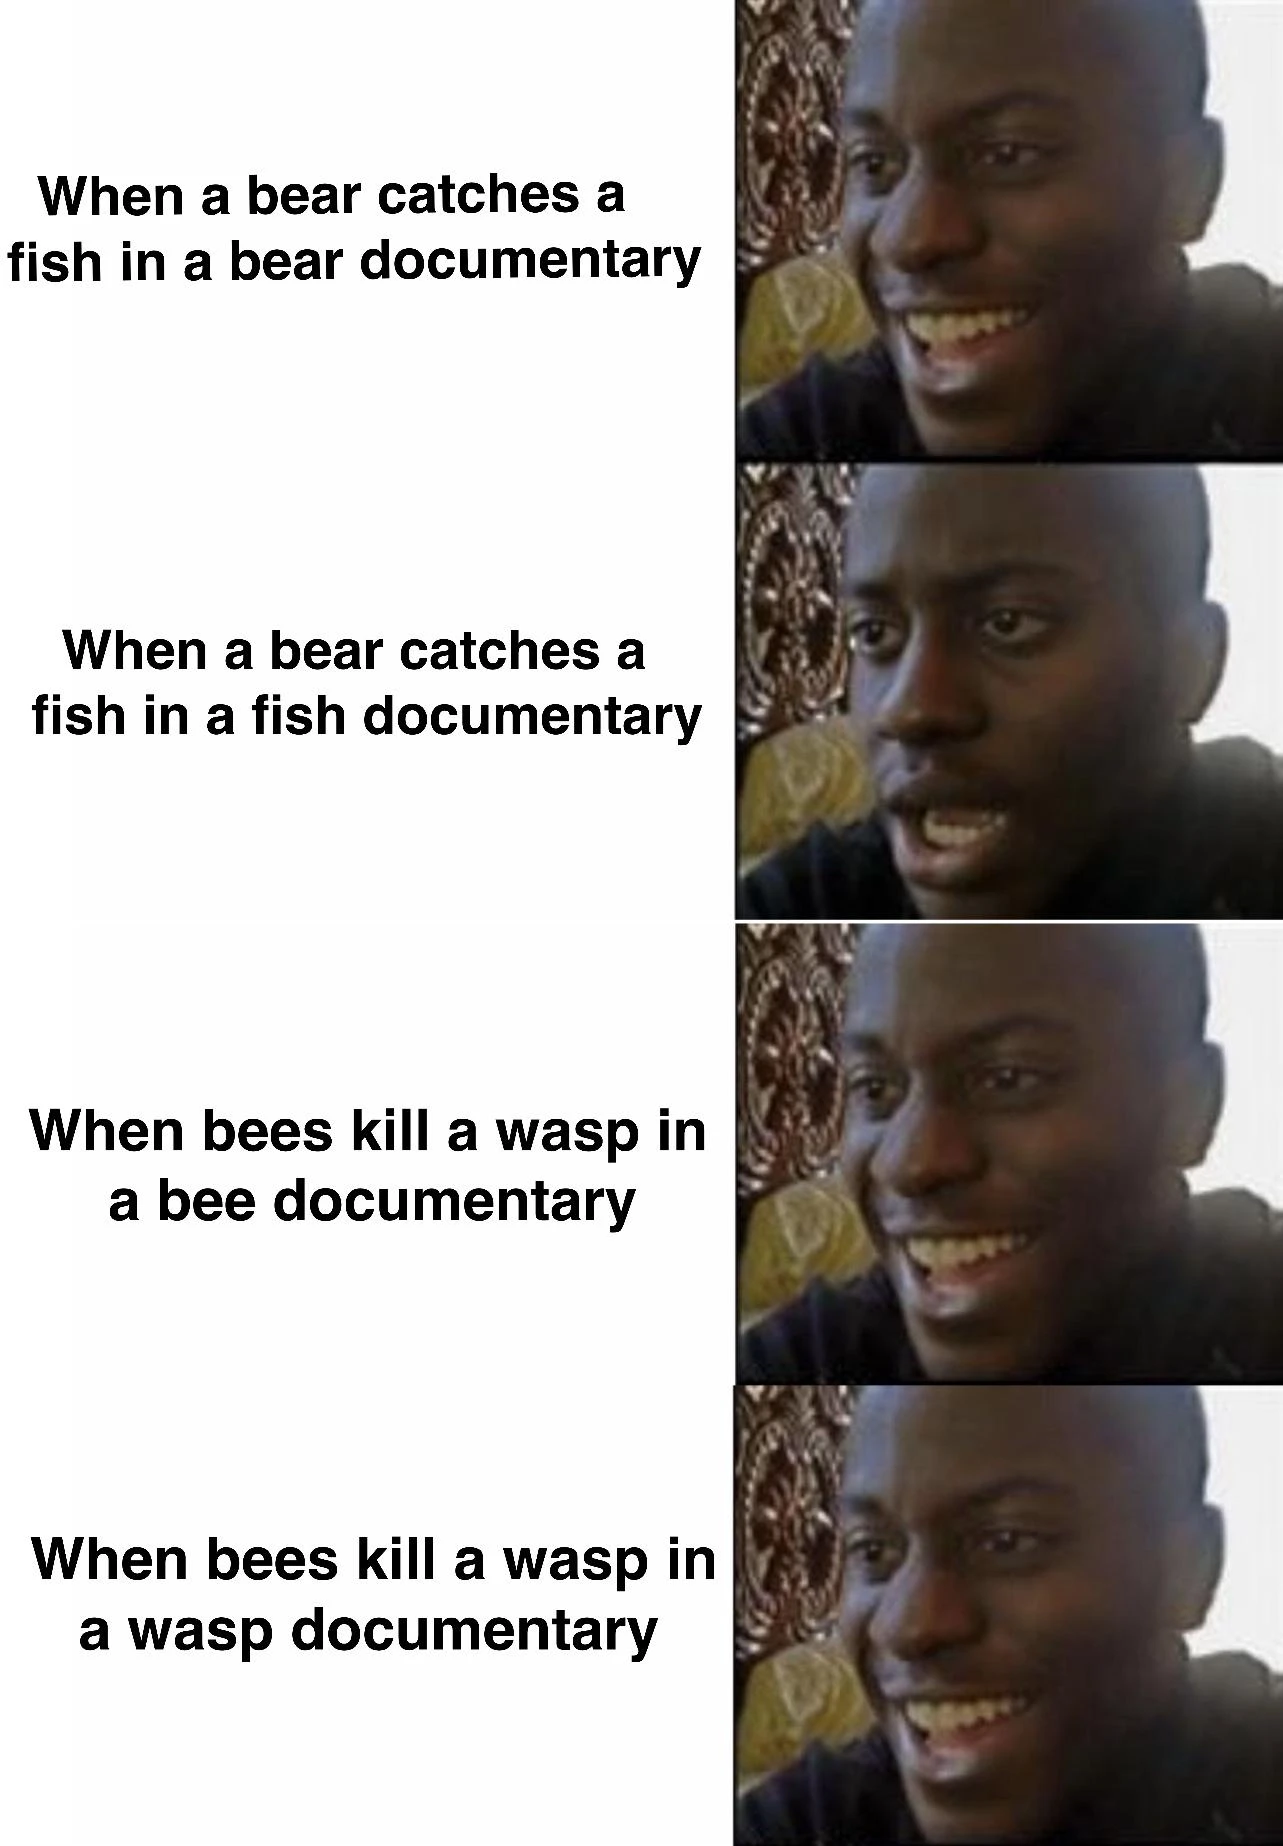 When a bear catches a
fish in a bear documentary
When a bear catches a
fish in a fish documentary
When bees kill a wasp in
a bee documentary
When bees kill a wasp in
a wasp documentary